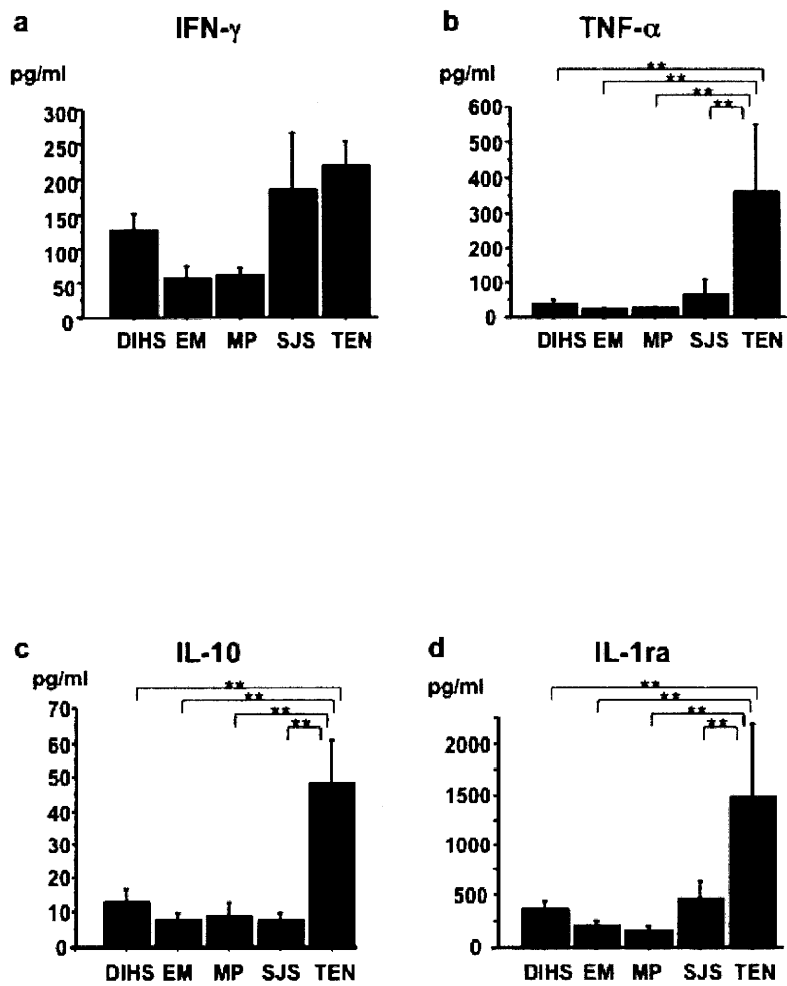 a
IFN-γ
pg/ml
300
250
200
150
100
50
0
DIHS EM MP SJS TEN
b
TNF-α
pg/ml
**
**
**
**
600
500
400
300
200
100
0
DIHS EM MP SJS TEN
c
IL-10
pg/ml
**
**
**
**
70
60
50
40
30
20
10
0
DIHS EM MP SJS TEN
d
IL-1ra
pg/ml
**
**
**
**
2000
1500
1000
500
0
DIHS EM MP SJS TEN